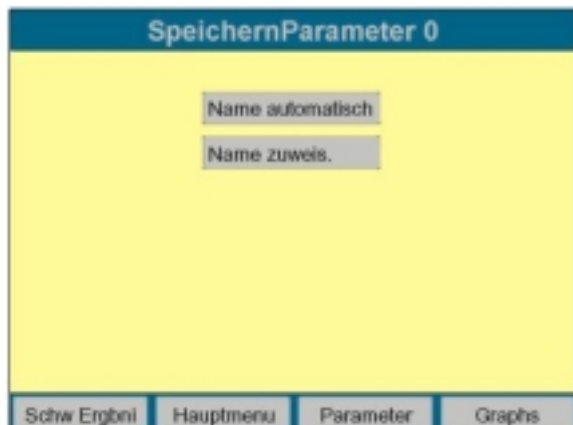 SpeichernParameter 0
Name automatisch
Name zuweis.
Schw Ergbni Hauptmenu Parameter Graphs